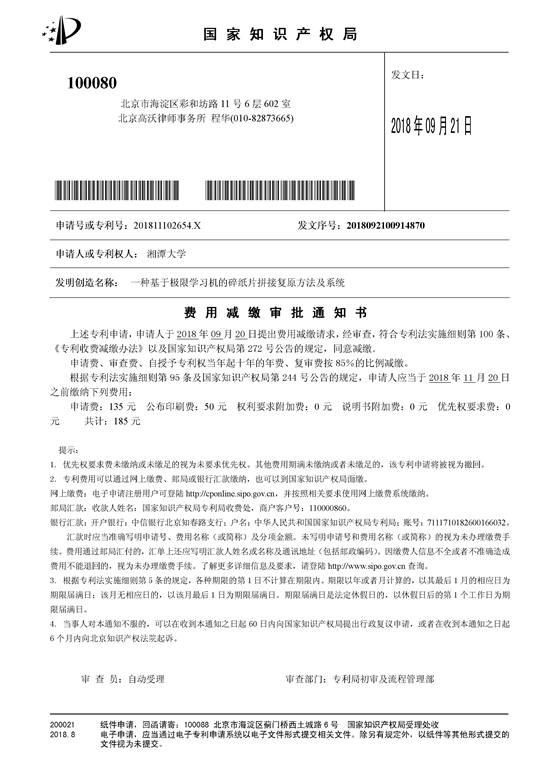 国家知识产权局
100080
北京市海淀区彩和坊路 11 号 6 层 602 室
北京高沃律师事务所 程华(010-82873665)
发文日：
2018 年 09 月 21 日
申请号或专利号：201811102654.X 发文序号：2018092100914870
申请人或专利权人： 湘潭大学
发明创造名称： 一种基于极限学习机的碎纸片拼接复原方法及系统
费 用 减 缴 审 批 通 知 书
上述专利申请，申请人于 2018 年 09 月 20 日提出费用减缴请求，经审查，符合专利法实施细则第 100 条、
《专利收费减缴办法》以及国家知识产权局第 272 号公告的规定，同意减缴。
申请费、审查费、自授予专利权当年起十年的年费、复审费按 85%的比例减缴。
根据专利法实施细则第 95 条及国家知识产权局第 244 号公告的规定，申请人应当于 2018 年 11 月 20 日
之前缴纳下列费用：
申请费：135 元 公布印刷费：50 元 权利要求附加费：0 元 说明书附加费：0 元 优先权要求费：0
元 共计：185 元
提示：
1. 优先权要求费未缴纳或未缴足的视为未要求优先权。其他费用期满未缴纳或者未缴足的，该专利申请将被视为撤回。
2. 专利费用可以通过网上缴费、邮局或银行汇款缴纳，也可以到国家知识产权局面缴。
网上缴费：电子申请注册用户可登陆 http://cponline.sipo.gov.cn，并按照相关要求使用网上缴费系统缴纳。
邮局汇款：收款人姓名：国家知识产权局专利局收费处，商户客户号：110000860。
银行汇款：开户银行：中信银行北京知春路支行；户名：中华人民共和国国家知识产权局专利局；账号：7111710182600166032。
汇款时应当准确写明申请号、费用名称（或简称）及分项金额。未写明申请号和费用名称（或简称）的视为未办理缴费手
续。费用通过邮局汇付的，汇单上还应写明汇款人姓名或名称及通讯地址（包括邮政编码）。因缴费人信息不全或者不准确造成
费用不能退回的，视为未办理缴费手续。了解更多详细信息及要求，请登陆 http://www.sipo.gov.cn 查询。
3. 根据专利法实施细则第 5 条的规定，各种期限的第 1 日不计算在期限内。期限以年或者月计算的，以其最后 1 月的相应日为
期限届满日；该月无相应日的，以该月最后 1 日为期限届满日。期限届满日是法定休假日的，以休假日后的第 1 个工作日为期
限届满日。
4. 当事人对本通知不服的，可以在收到本通知之日起 60 日内向国家知识产权局提出行政复议申请，或者在收到本通知之日起
6 个月内向北京知识产权法院起诉。
审 查 员：自动受理 审查部门：专利局初审及流程管理部
200021 纸件申请，回函请寄：100088 北京市海淀区蓟门桥西土城路 6 号 国家知识产权局受理处收
2018.8 电子申请，应当通过电子专利申请系统以电子文件形式提交相关文件。除另有规定外，以纸件等其他形式提交的
文件视为未提交。